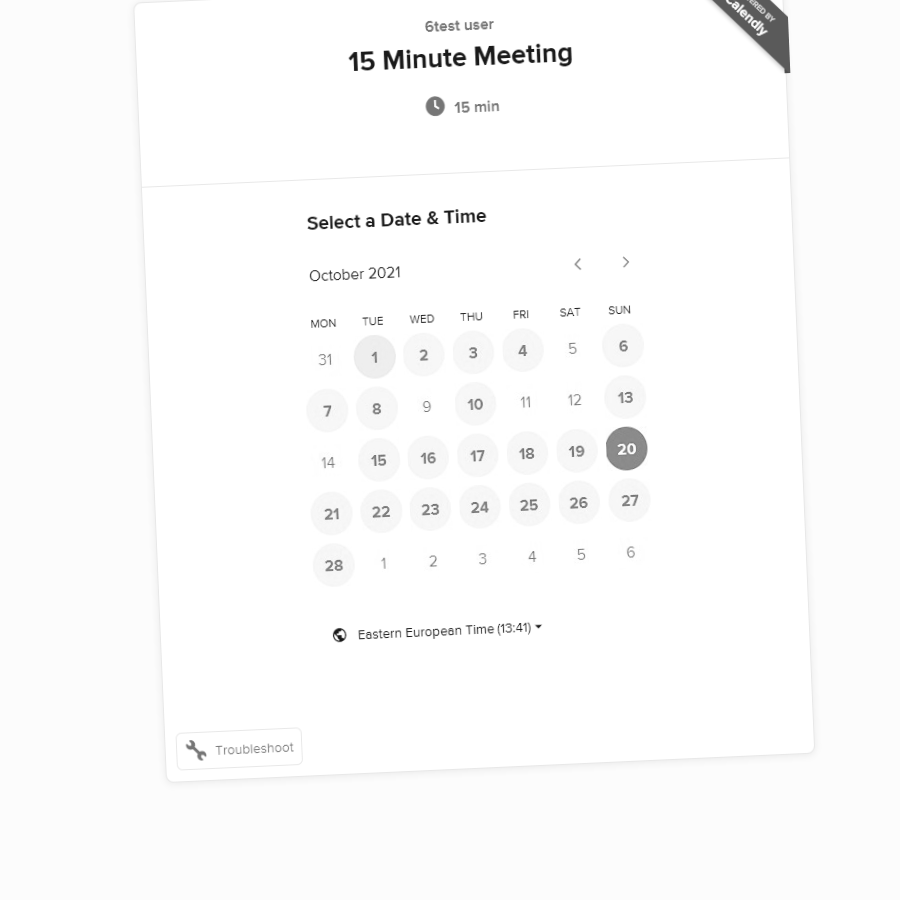 6test user
15 Minute Meeting
15 min
Calendly
Select a Date & Time
October 2021
MON TUE WED THU FRI SAT SUN
31 1 2 3 4 5 6
7 8 9 10 11 12 13
14 15 16 17 18 19 20
21 22 23 24 25 26 27
28 1 2 3 4 5 6
Eastern European Time (13:41)
Troubleshoot